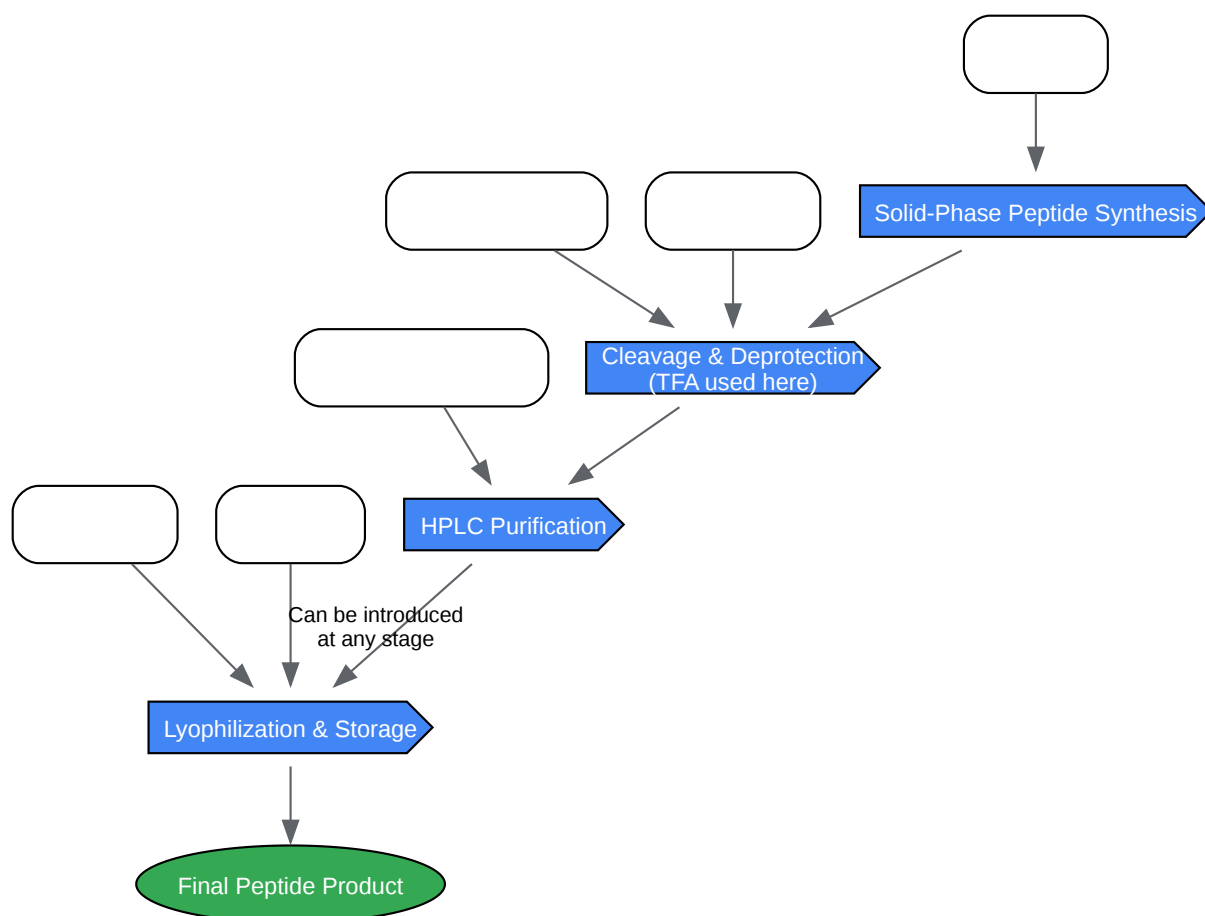 Solid-Phase Peptide Synthesis
Cleavage & Deprotection
(TFA used here)
HPLC Purification
Can be introduced
at any stage
Lyophilization & Storage
Final Peptide Product